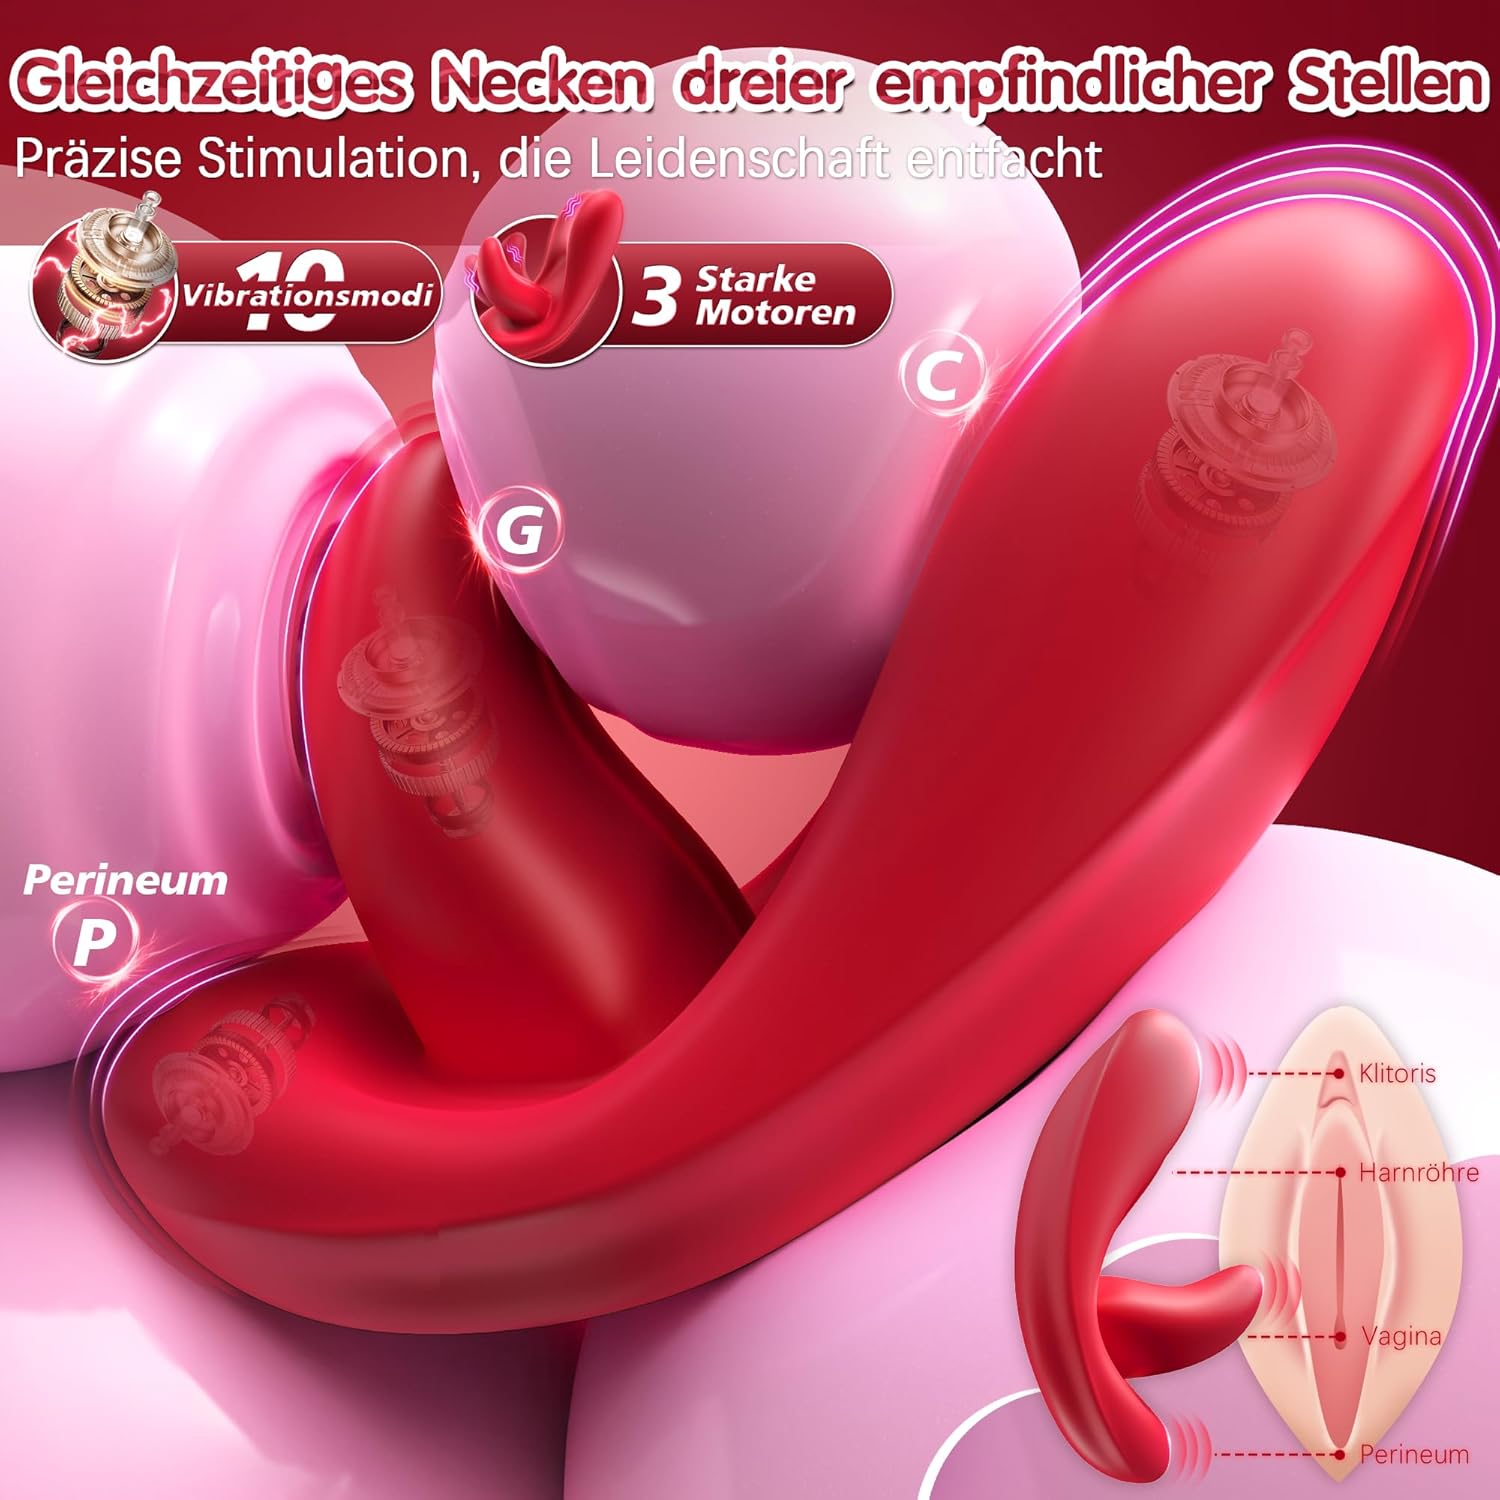 Gleichzeitiges Necken dreier empfindlicher Stellen
Präzise Stimulation, die Leidenschaft entfacht
10
Vibrationsmodi
3 Starke
Motoren
C
G
Perineum
P
Klitoris
Harnröhre
Vagina
Perineum